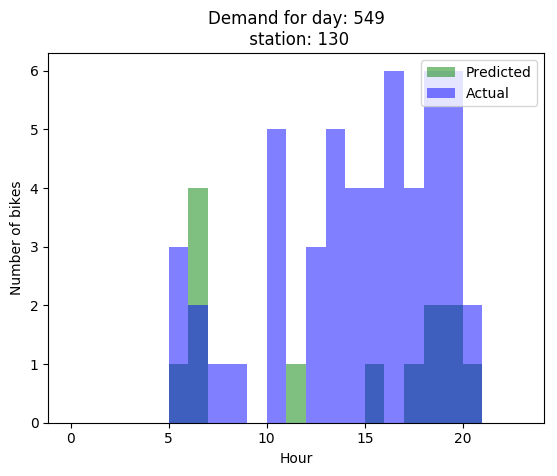 Demand for day: 549
station: 130
Predicted
Actual
Number of bikes
6
5
4
3
2
1
0
0 5 10 15 20
Hour